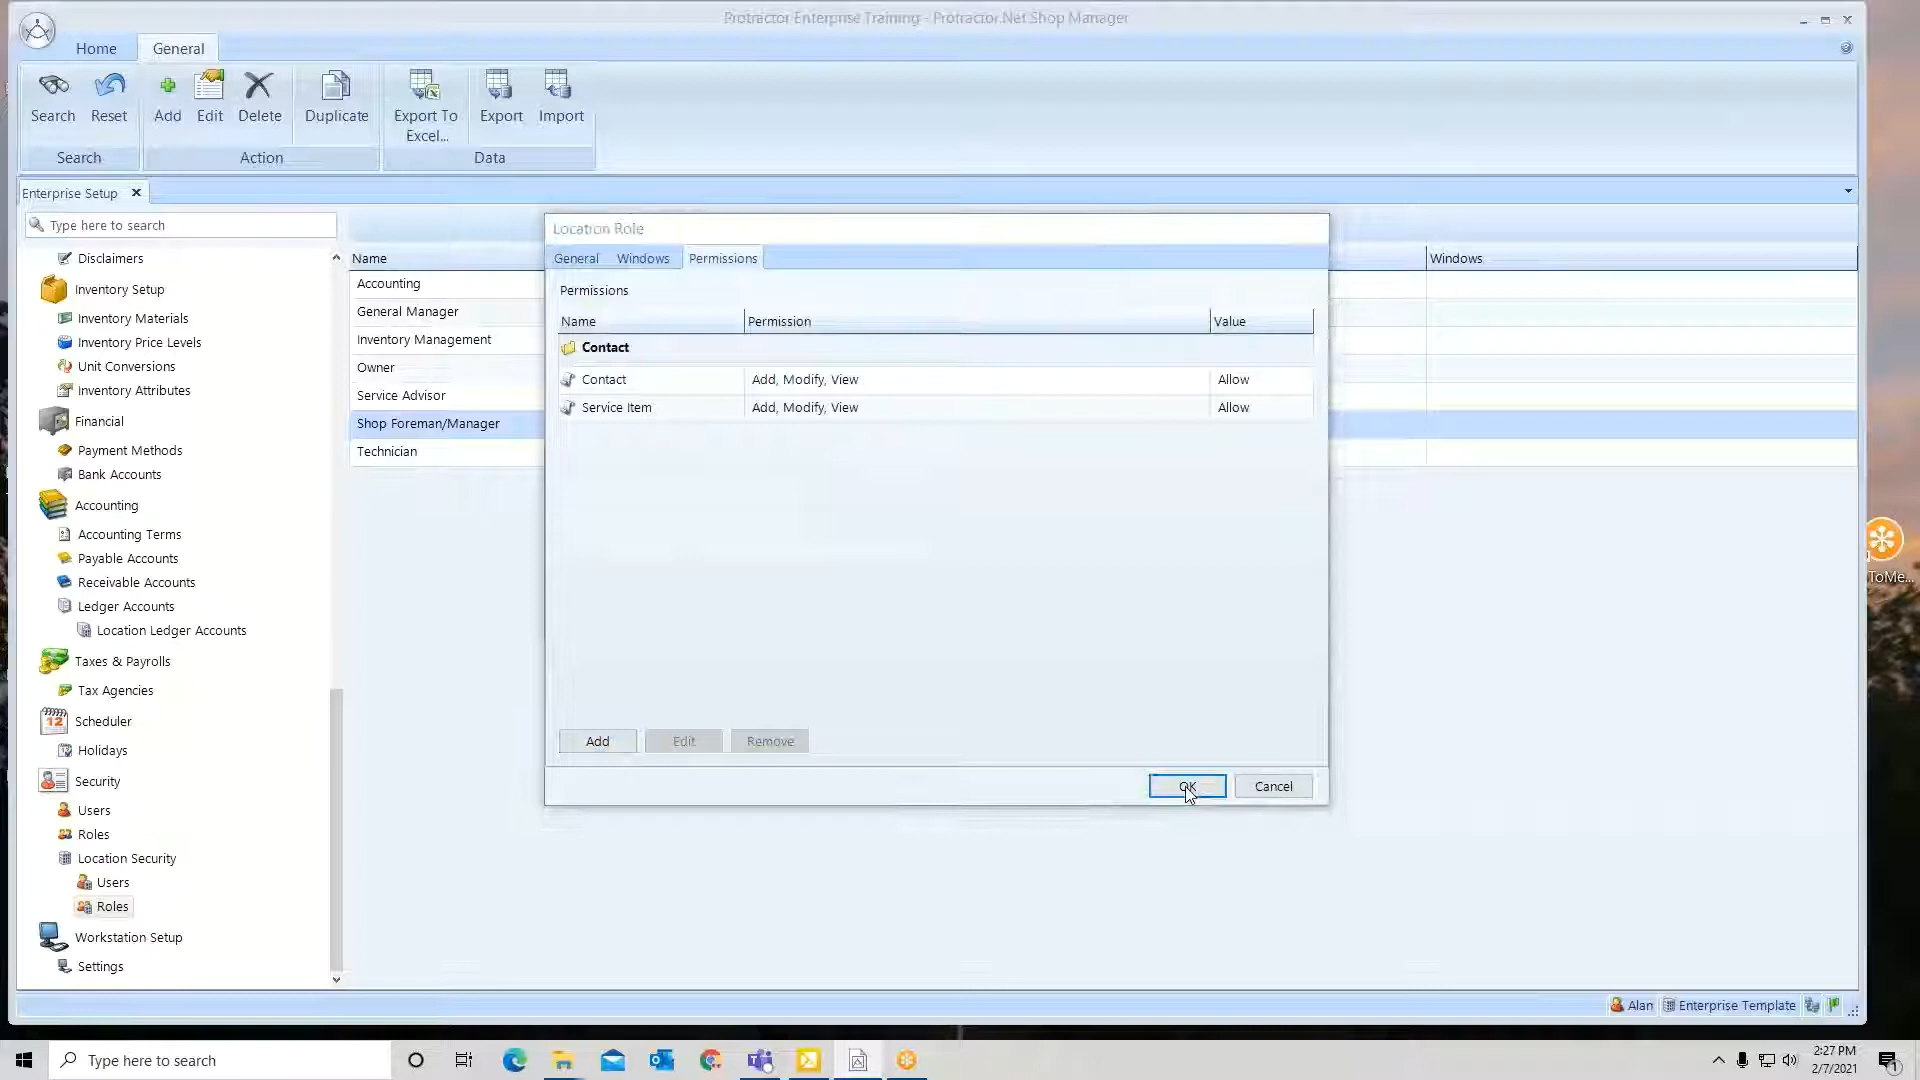 Protractor Enterprise Training - Protractor.Net Shop Manager
Home
General
Search
Reset
Add
Edit
Delete
Duplicate
Export To
Excel...
Export
Import
Search
Action
Data
Enterprise Setup
Type here to search
Disclaimers
Inventory Setup
Inventory Materials
Inventory Price Levels
Unit Conversions
Inventory Attributes
Financial
Payment Methods
Bank Accounts
Accounting
Accounting Terms
Payable Accounts
Receivable Accounts
Ledger Accounts
Location Ledger Accounts
Taxes & Payrolls
Tax Agencies
12
Scheduler
Holidays
Security
Users
Roles
Location Security
Users
Roles
Workstation Setup
Settings
Name
Accounting
General Manager
Inventory Management
Owner
Service Advisor
Shop Foreman/Manager
Technician
Windows
Location Role
General
Windows
Permissions
Permissions
Name
Permission
Value
Contact
Contact
Add, Modify, View
Allow
Service Item
Add, Modify, View
Allow
Add
Edit
Remove
OK
Cancel
ToMe...
Alan
Enterprise Template
Type here to search
2:27 PM
2/7/2021
1